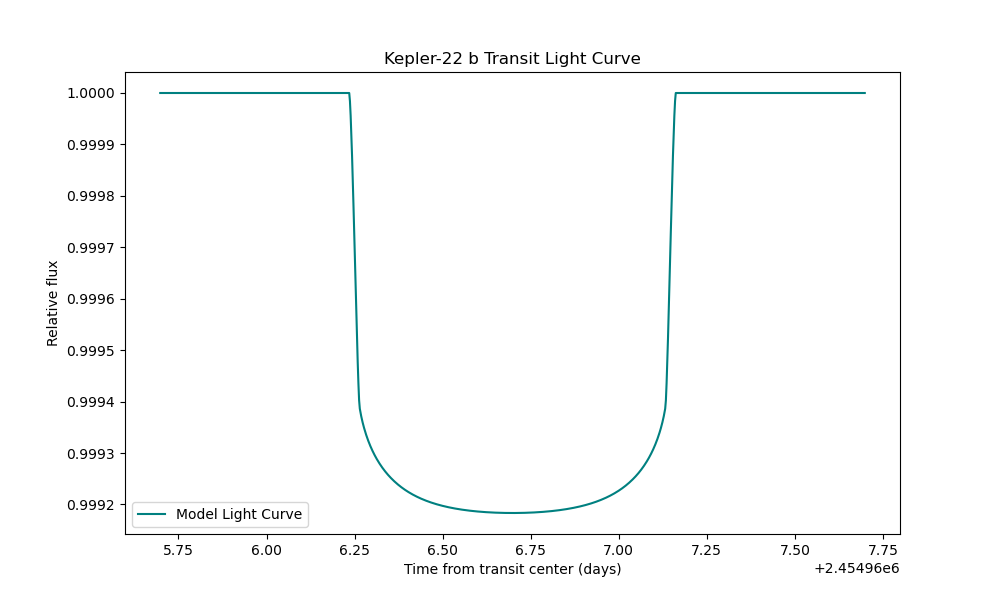 Kepler-22 b Transit Light Curve
1.0000
0.9999
0.9998
0.9997
0.9996
0.9995
0.9994
0.9993
0.9992
Relative flux
Model Light Curve
5.75 6.00 6.25 6.50 6.75 7.00 7.25 7.50 7.75
Time from transit center (days)
+2.45496e6